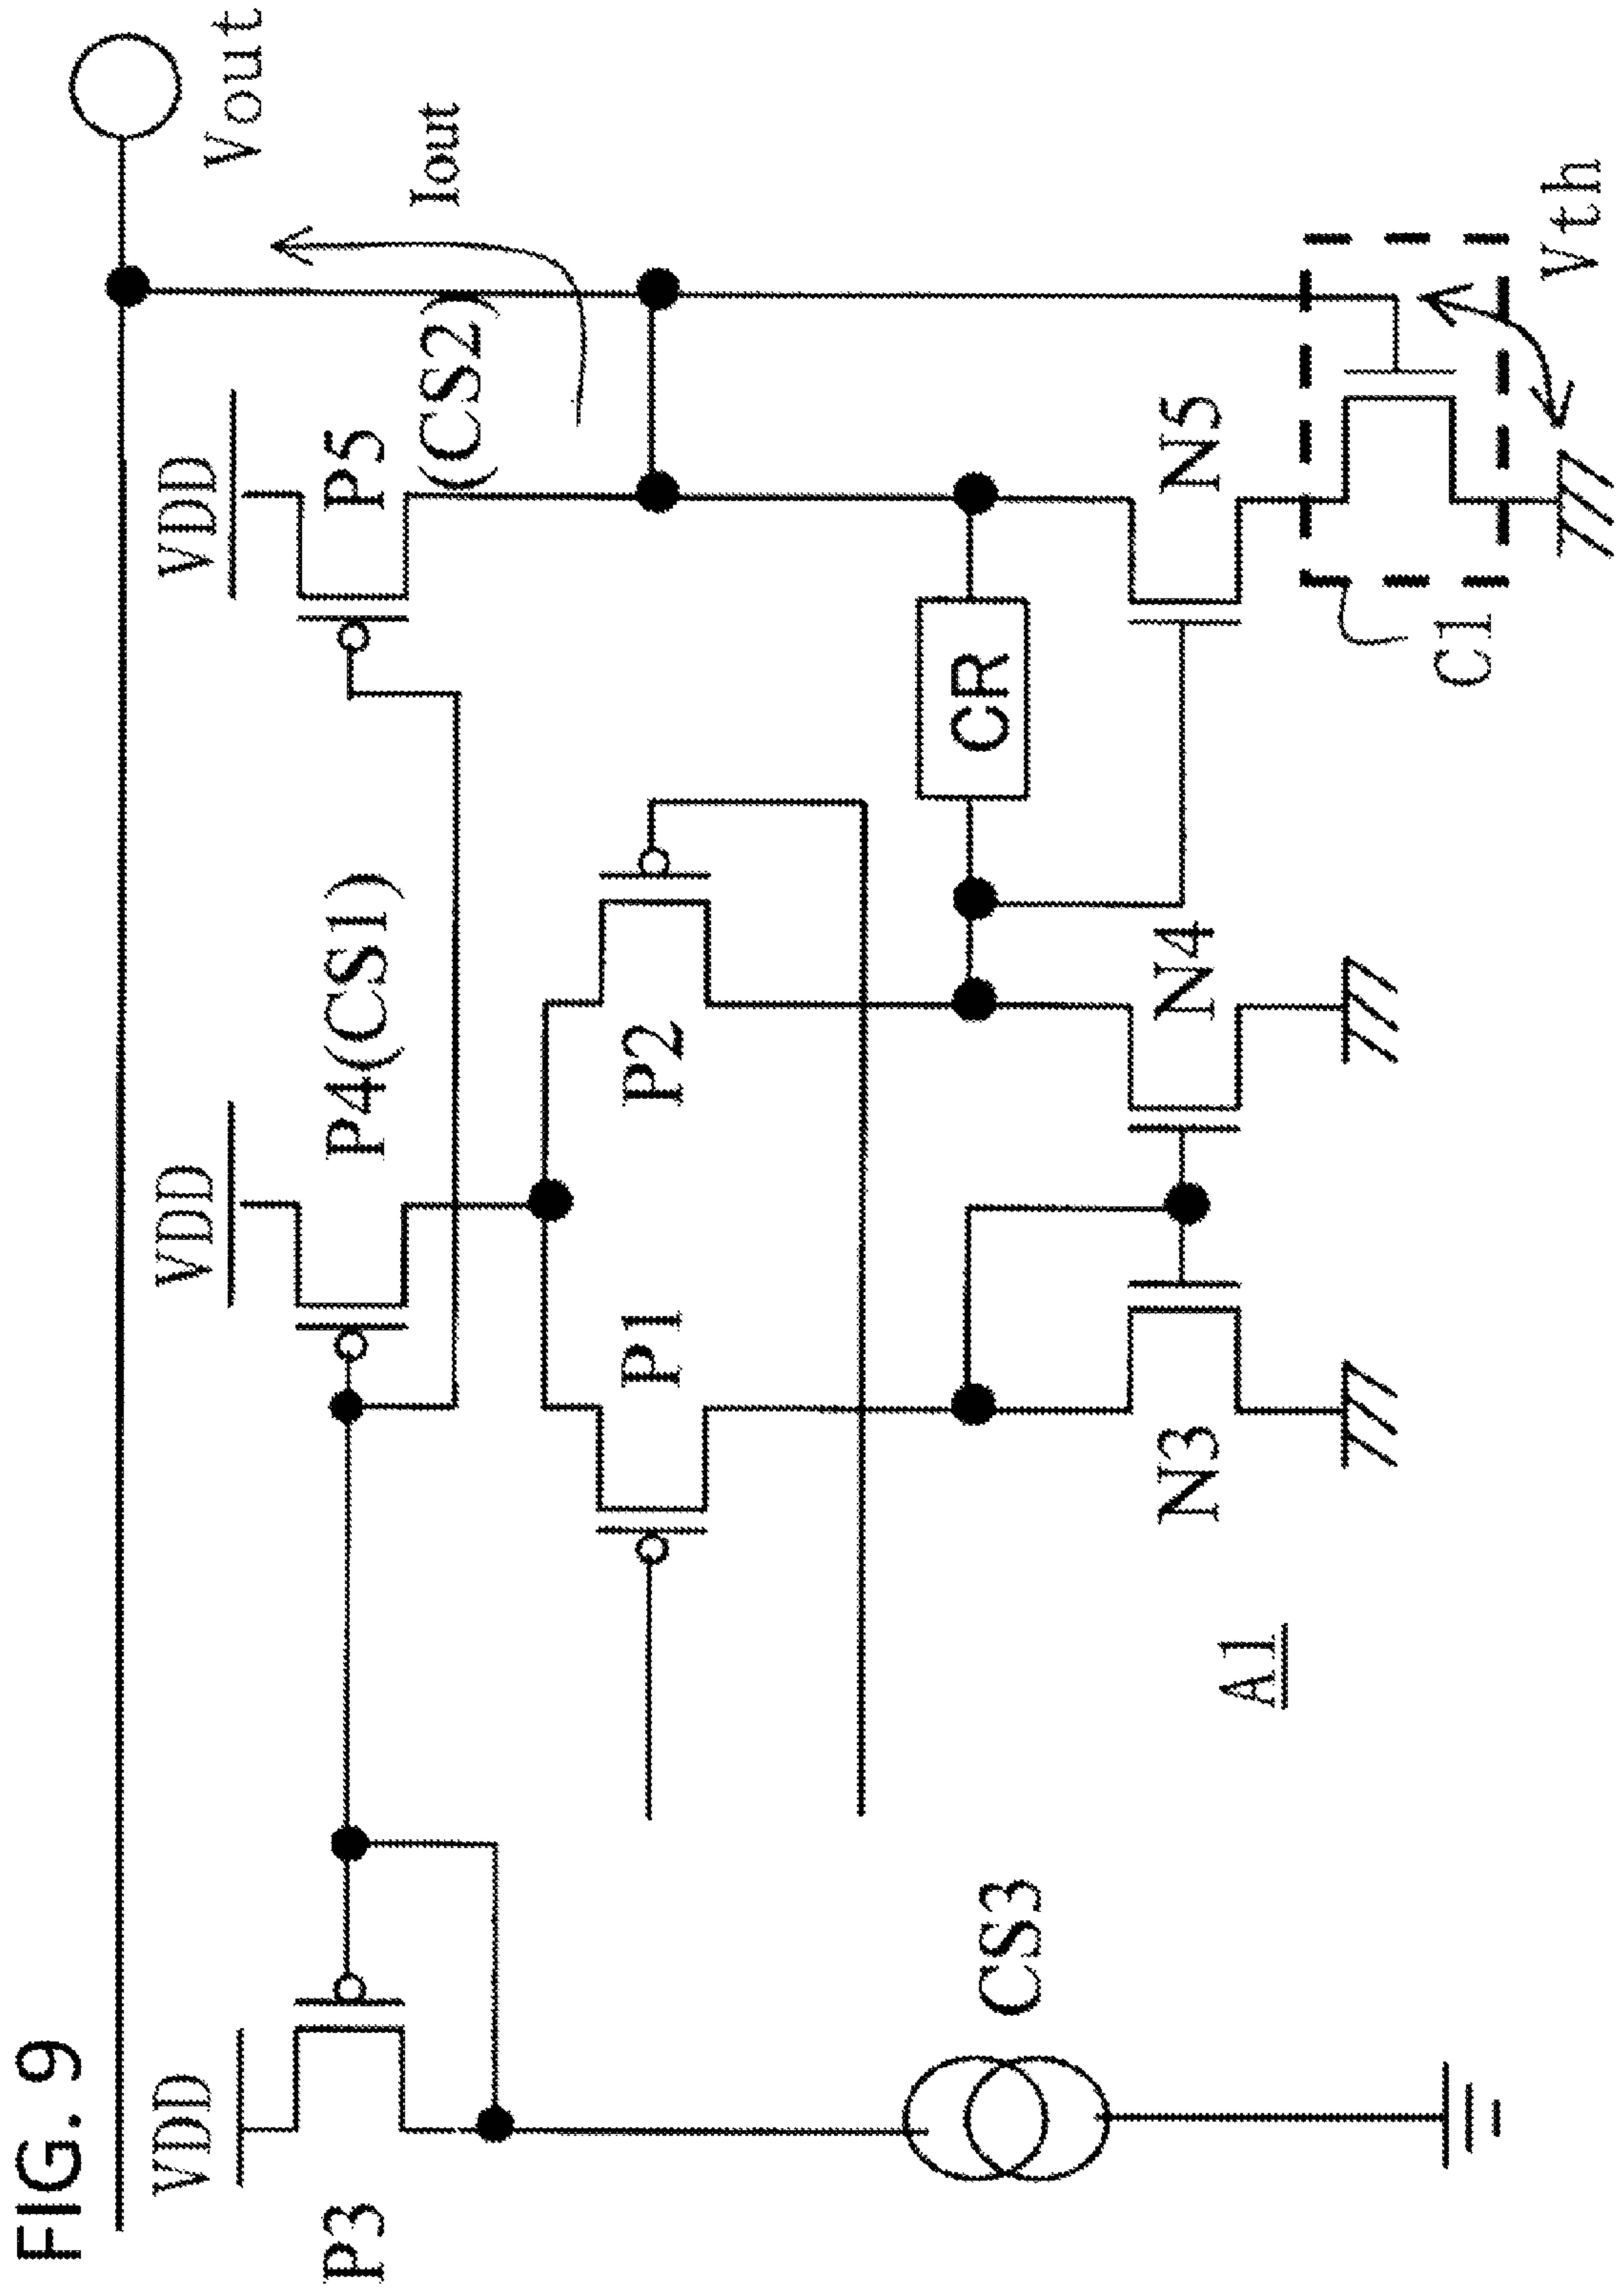 FIG. 9
Vout
VDD
VDD
VDD
Iout
P3
P4(CS1)
P5
(CS2)
P1
P2
CR
CS3
N3
N4
N5
A1
C1
Vth